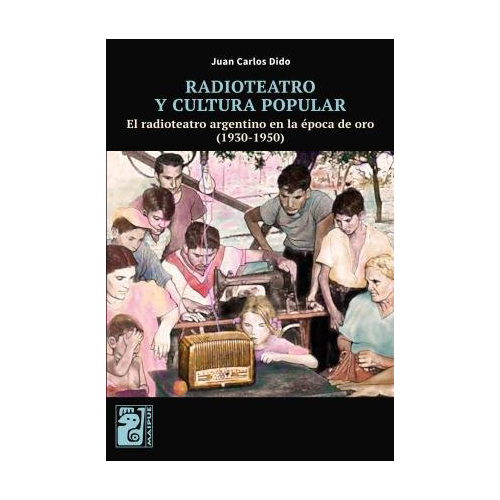 Juan Carlos Dido
RADIOTEATRO
Y CULTURA POPULAR
El radioteatro argentino en la época de oro
(1930-1950)
MAIPUE